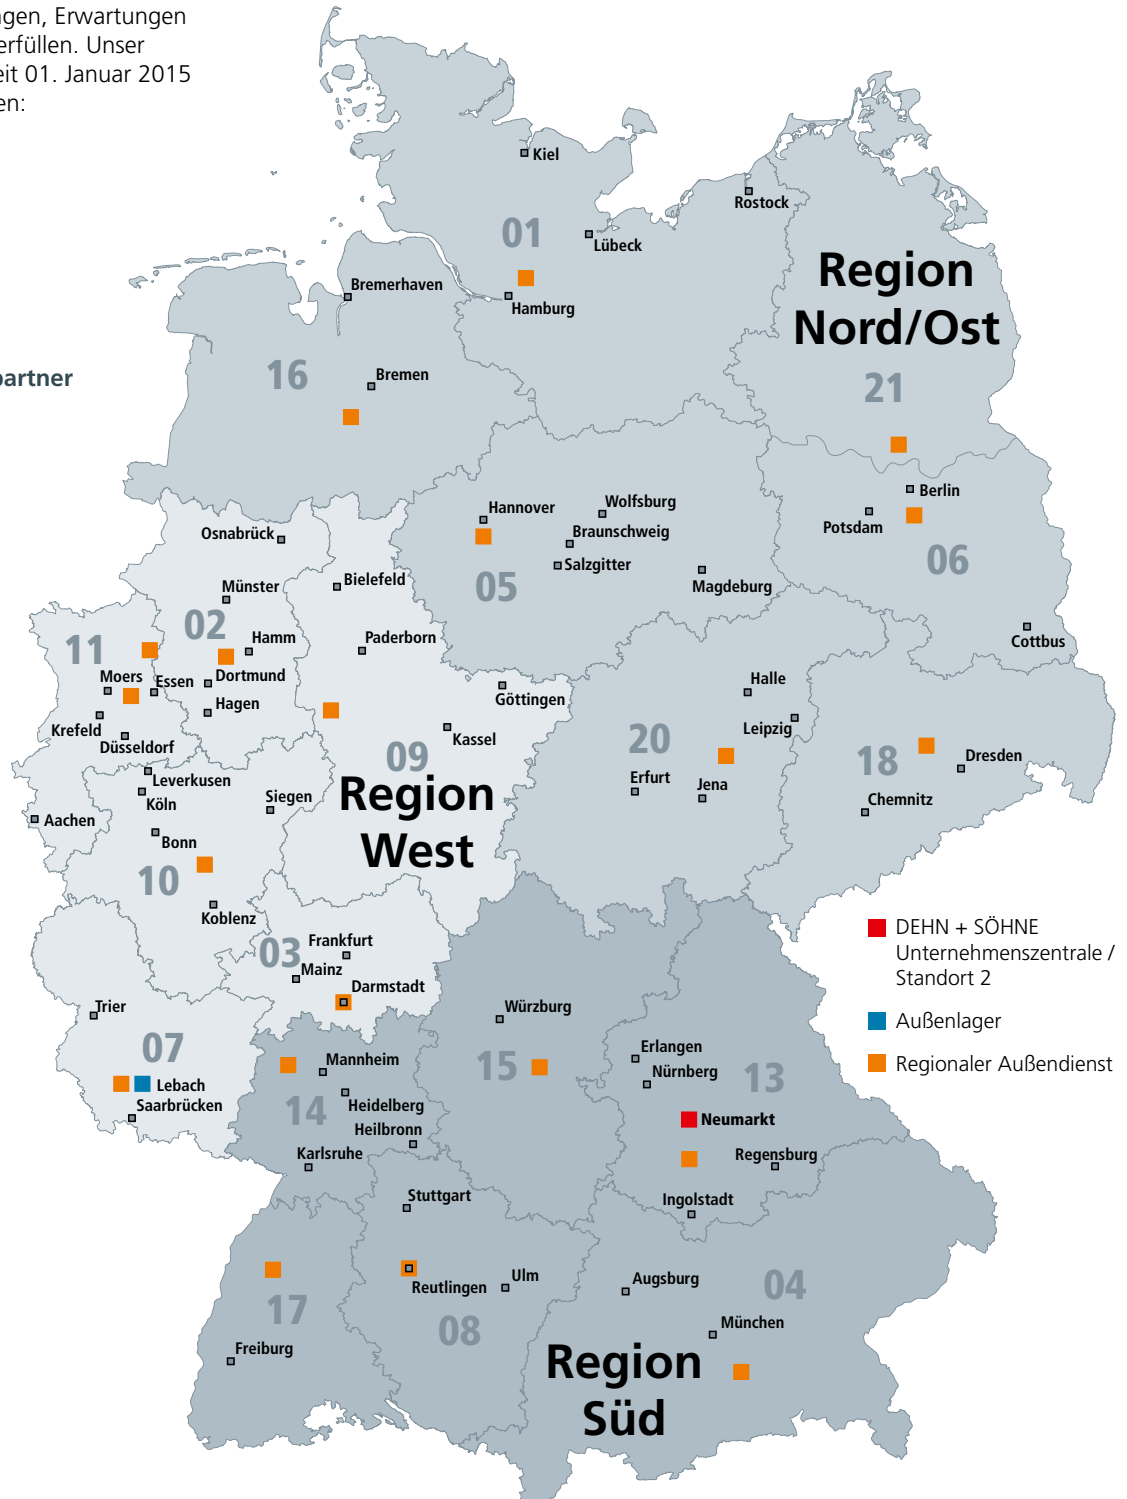 ngen, Erwartungen
erfüllen. Unser
eit 01. Januar 2015
en:
partner
Kiel
Rostock
01
Lübeck
Region
Nord/Ost
Bremerhaven
Hamburg
16
Bremen
21
Berlin
Hannover
Wolfsburg
Potsdam
Osnabrück
Braunschweig
06
Salzgitter
Bielefeld
05
Magdeburg
Münster
02
Hamm
Paderborn
Cottbus
11
Moers
Essen
Dortmund
Halle
Göttingen
Hagen
Krefeld
Leipzig
Düsseldorf
Kassel
20
09
18
Dresden
Leverkusen
Erfurt
Jena
Köln
Siegen
Region
West
Chemnitz
Aachen
Bonn
10
Koblenz
DEHN + SÖHNE
Unternehmenszentrale /
Standort 2
Außenlager
Regionaler Außendienst
03
Frankfurt
Mainz
Darmstadt
Trier
Würzburg
07
Erlangen
Mannheim
15
Nürnberg
13
Lebach
Saarbrücken
14
Heidelberg
Neumarkt
Heilbronn
Karlsruhe
Regensburg
Stuttgart
Ingolstadt
Reutlingen
Ulm
Augsburg
04
17
08
München
Freiburg
Region
Süd